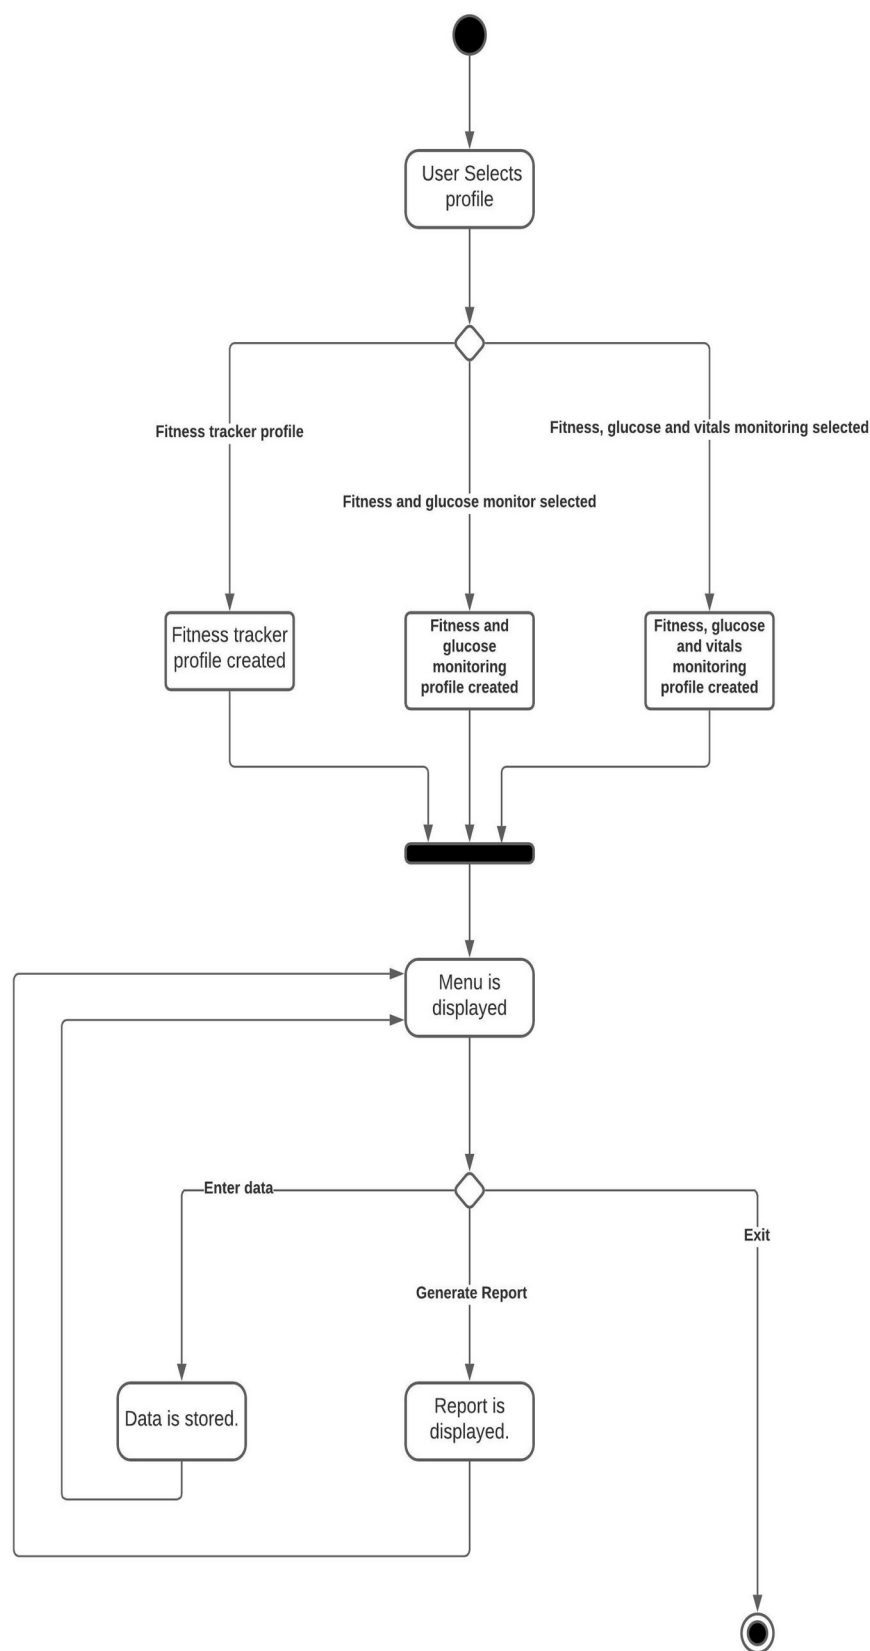 User Selects
profile
Fitness tracker profile
Fitness, glucose and vitals monitoring selected
Fitness and glucose monitor selected
Fitness tracker
profile created
Fitness and
glucose
monitoring
profile created
Fitness, glucose
and vitals
monitoring
profile created
Menu is
displayed
Enter data
Exit
Generate Report
Data is stored.
Report is
displayed.